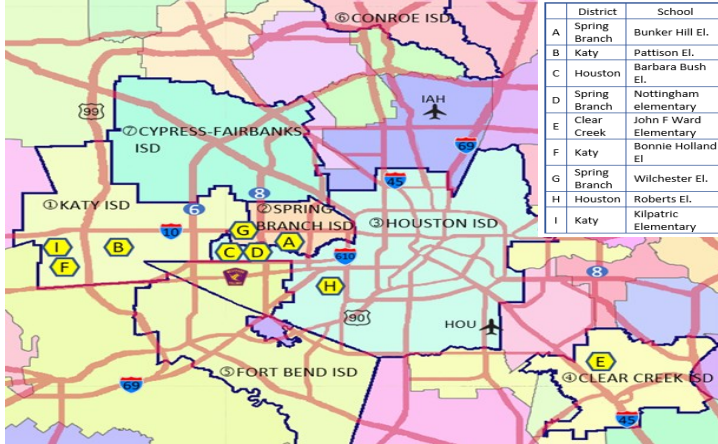 ⑥CONROE ISD
99
IAH
69
⑦CYPRESS-FAIRBANKS
ISD
45
①KATY ISD
6
8
②SPRING
BRANCH ISD
③HOUSTON ISD
10
G
A
I
B
C
D
610
F
H
8
90
HOU
E
⑤FORT BEND ISD
④CLEAR CREEK ISD
69
45
District School
A Spring Branch Bunker Hill El.
B Katy Pattison El.
C Houston Barbara Bush El.
D Spring Branch Nottingham elementary
E Clear Creek John F Ward Elementary
F Katy Bonnie Holland El
G Spring Branch Wilchester El.
H Houston Roberts El.
I Katy Kilpatric Elementary